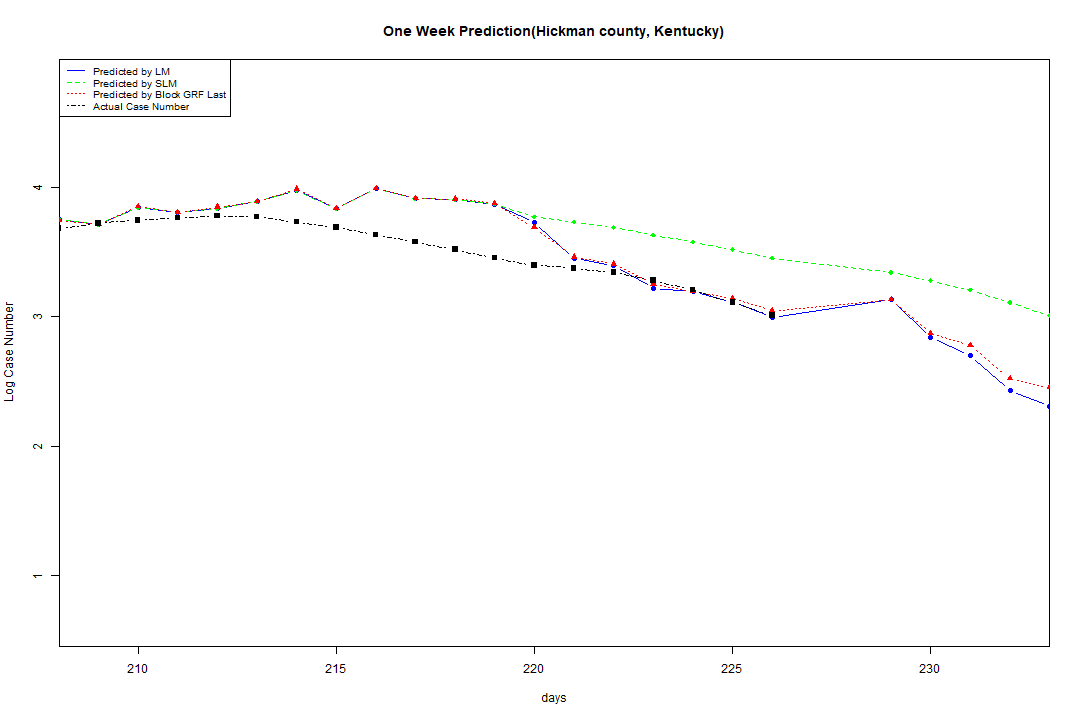 One Week Prediction(Hickman county, Kentucky)
Predicted by LM
Predicted by SLM
Predicted by Block GRF Last
Actual Case Number
4
3
2
1
Log Case Number
210 215 220 225 230
days